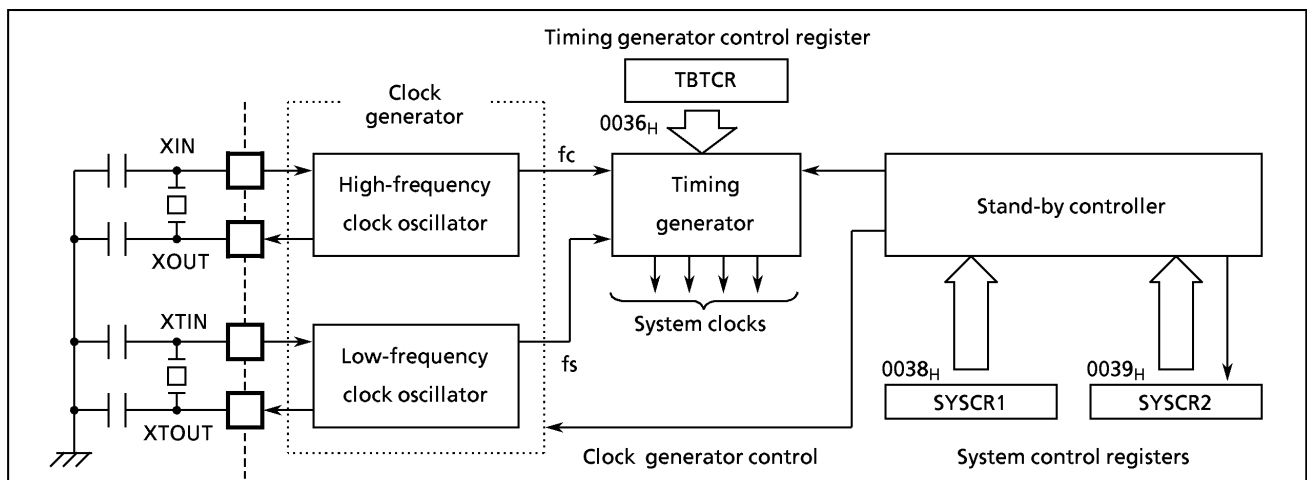 Timing generator control register
TBTCR
Clock
generator
0036H
XIN
fc
High-frequency
clock oscillator
Timing
generator
Stand-by controller
XOUT
XTIN
System clocks
Low-frequency
clock oscillator
fs
0038H
0039H
SYSCR1
SYSCR2
XTOUT
Clock generator control
System control registers